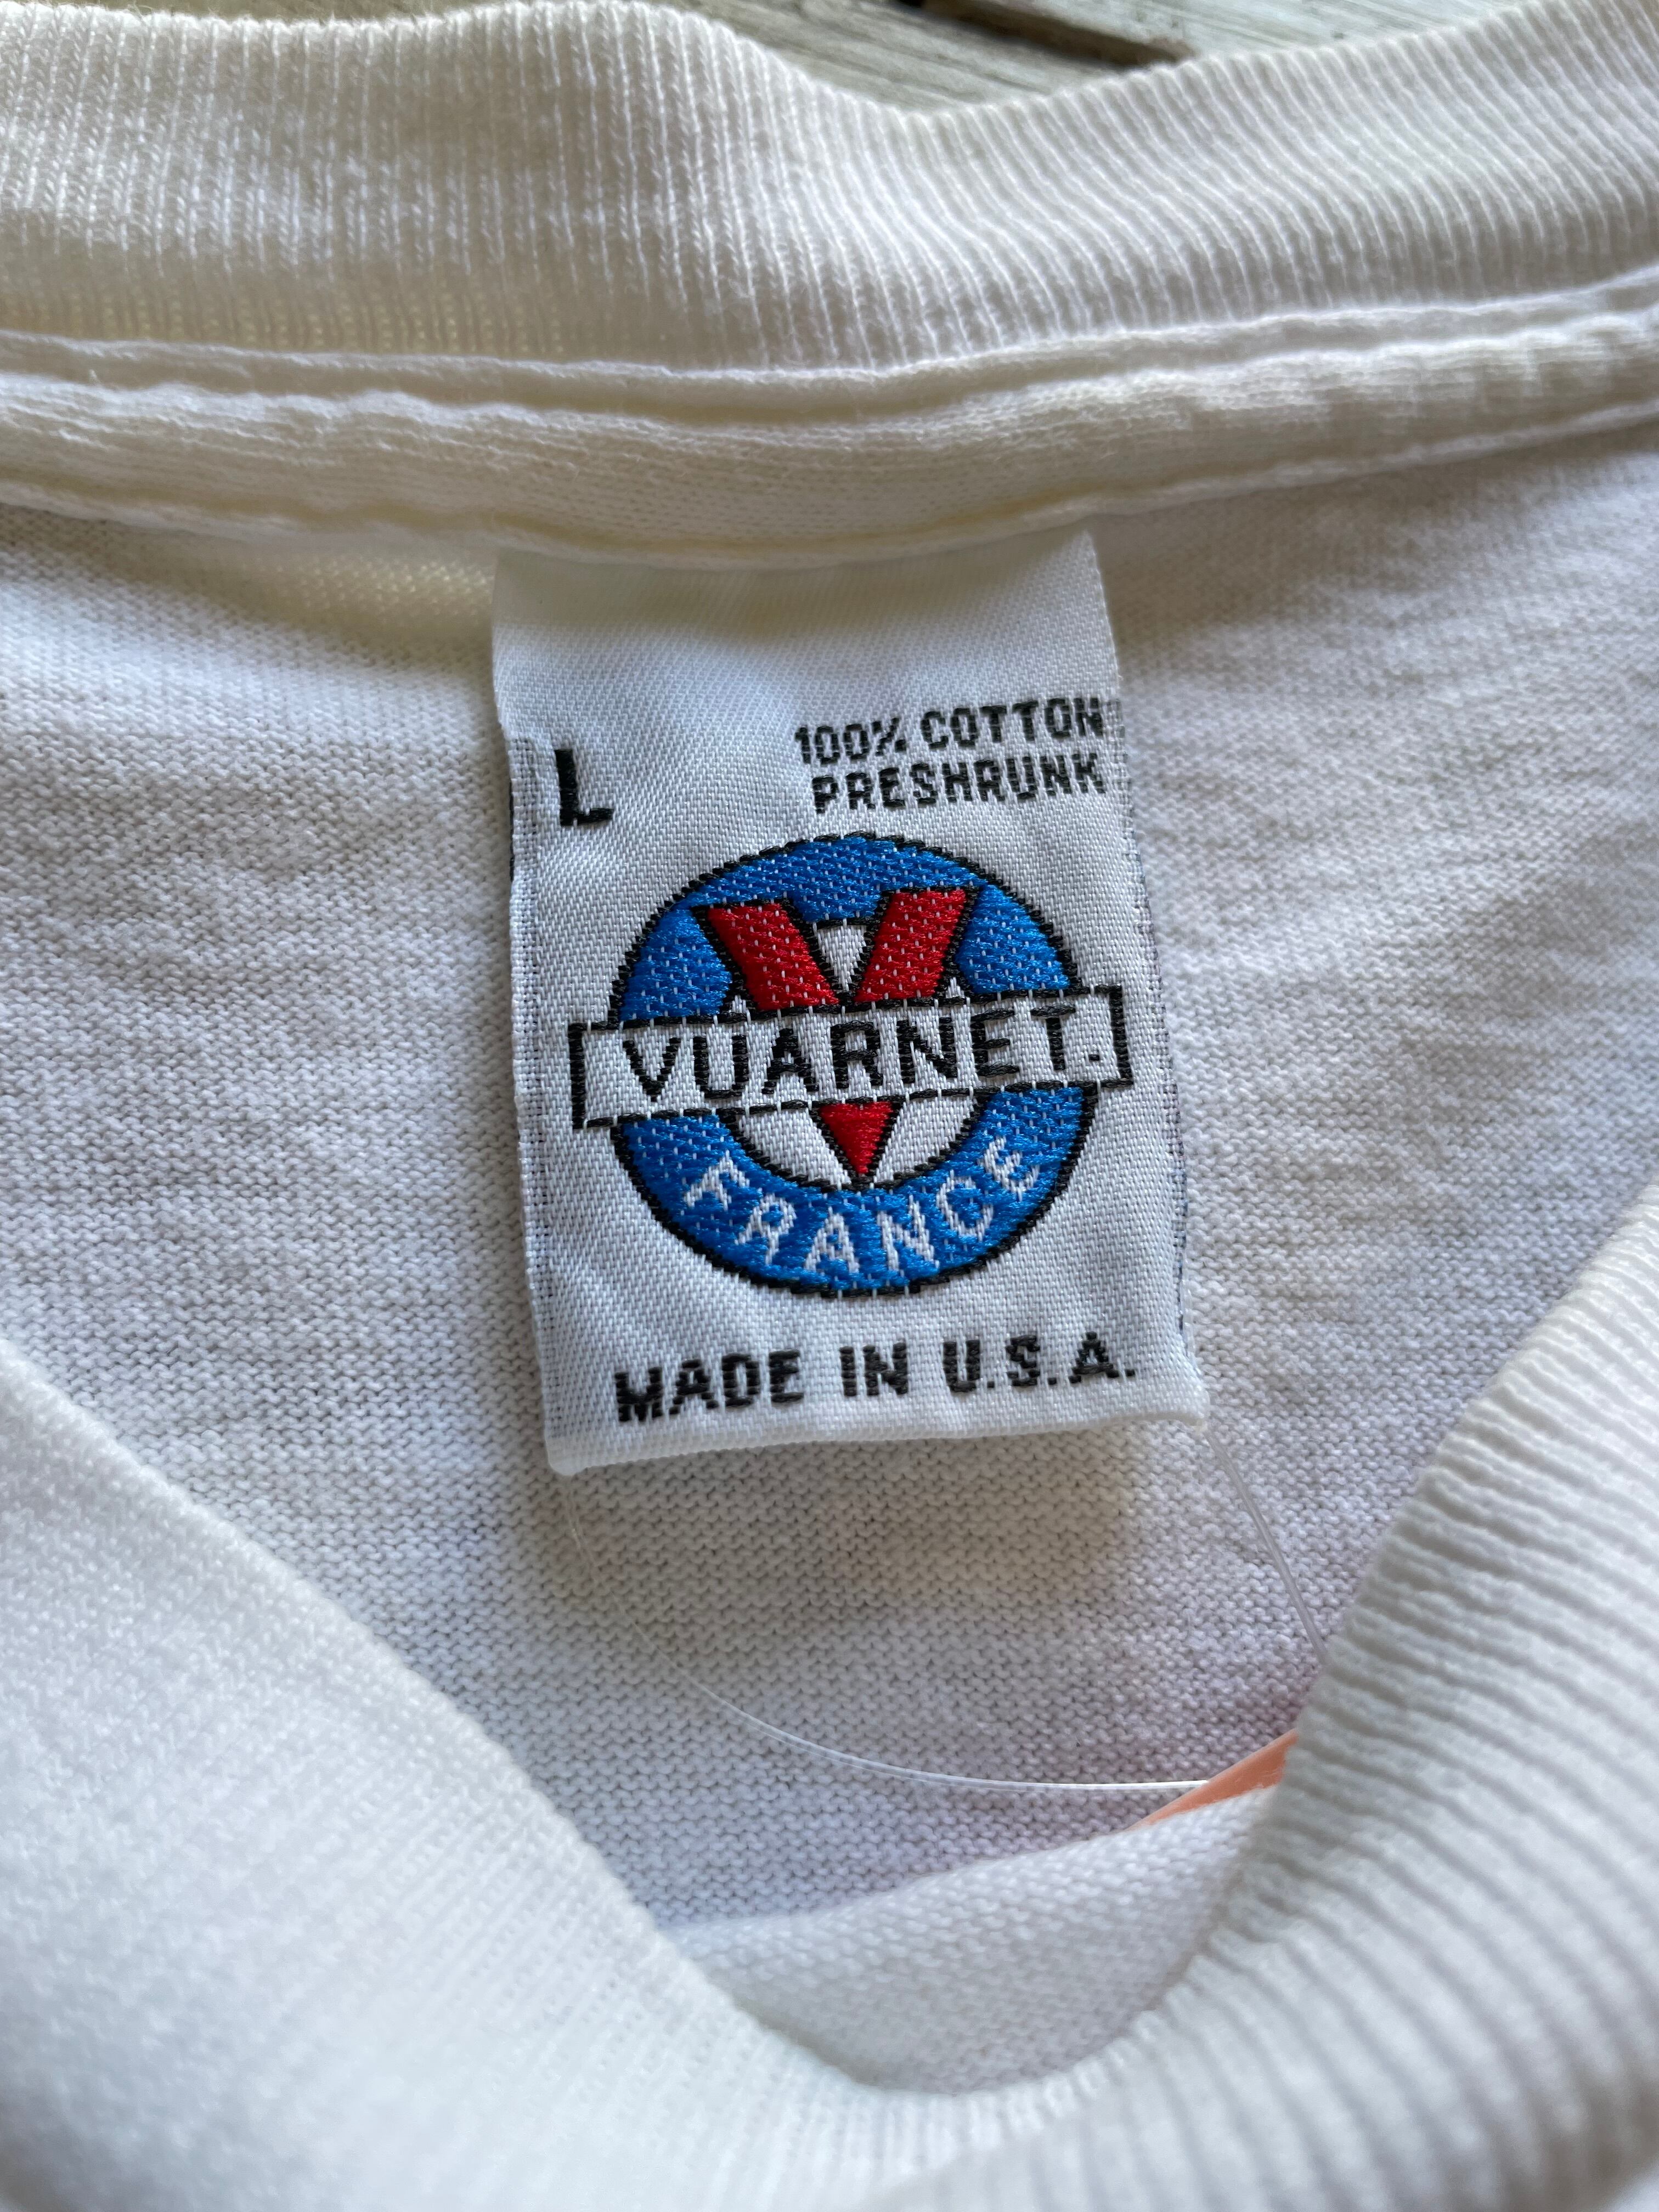 L
100% COTTON
PRESHRUNK
VUARNET.
FRANCE
MADE IN U.S.A.